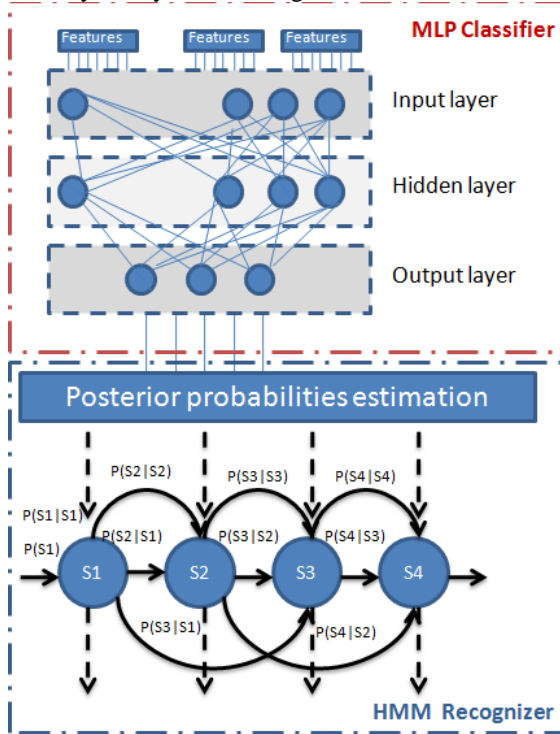 Features Features Features
MLP Classifier
Input layer
Hidden layer
Output layer
Posterior probabilities estimation
P(S2|S2) P(S3|S3) P(S4|S4)
P(S1|S1)
P(S2|S1) P(S3|S2) P(S4|S3)
P(S1)
S1 S2 S3 S4
P(S3|S1) P(S4|S2)
HMM Recognizer